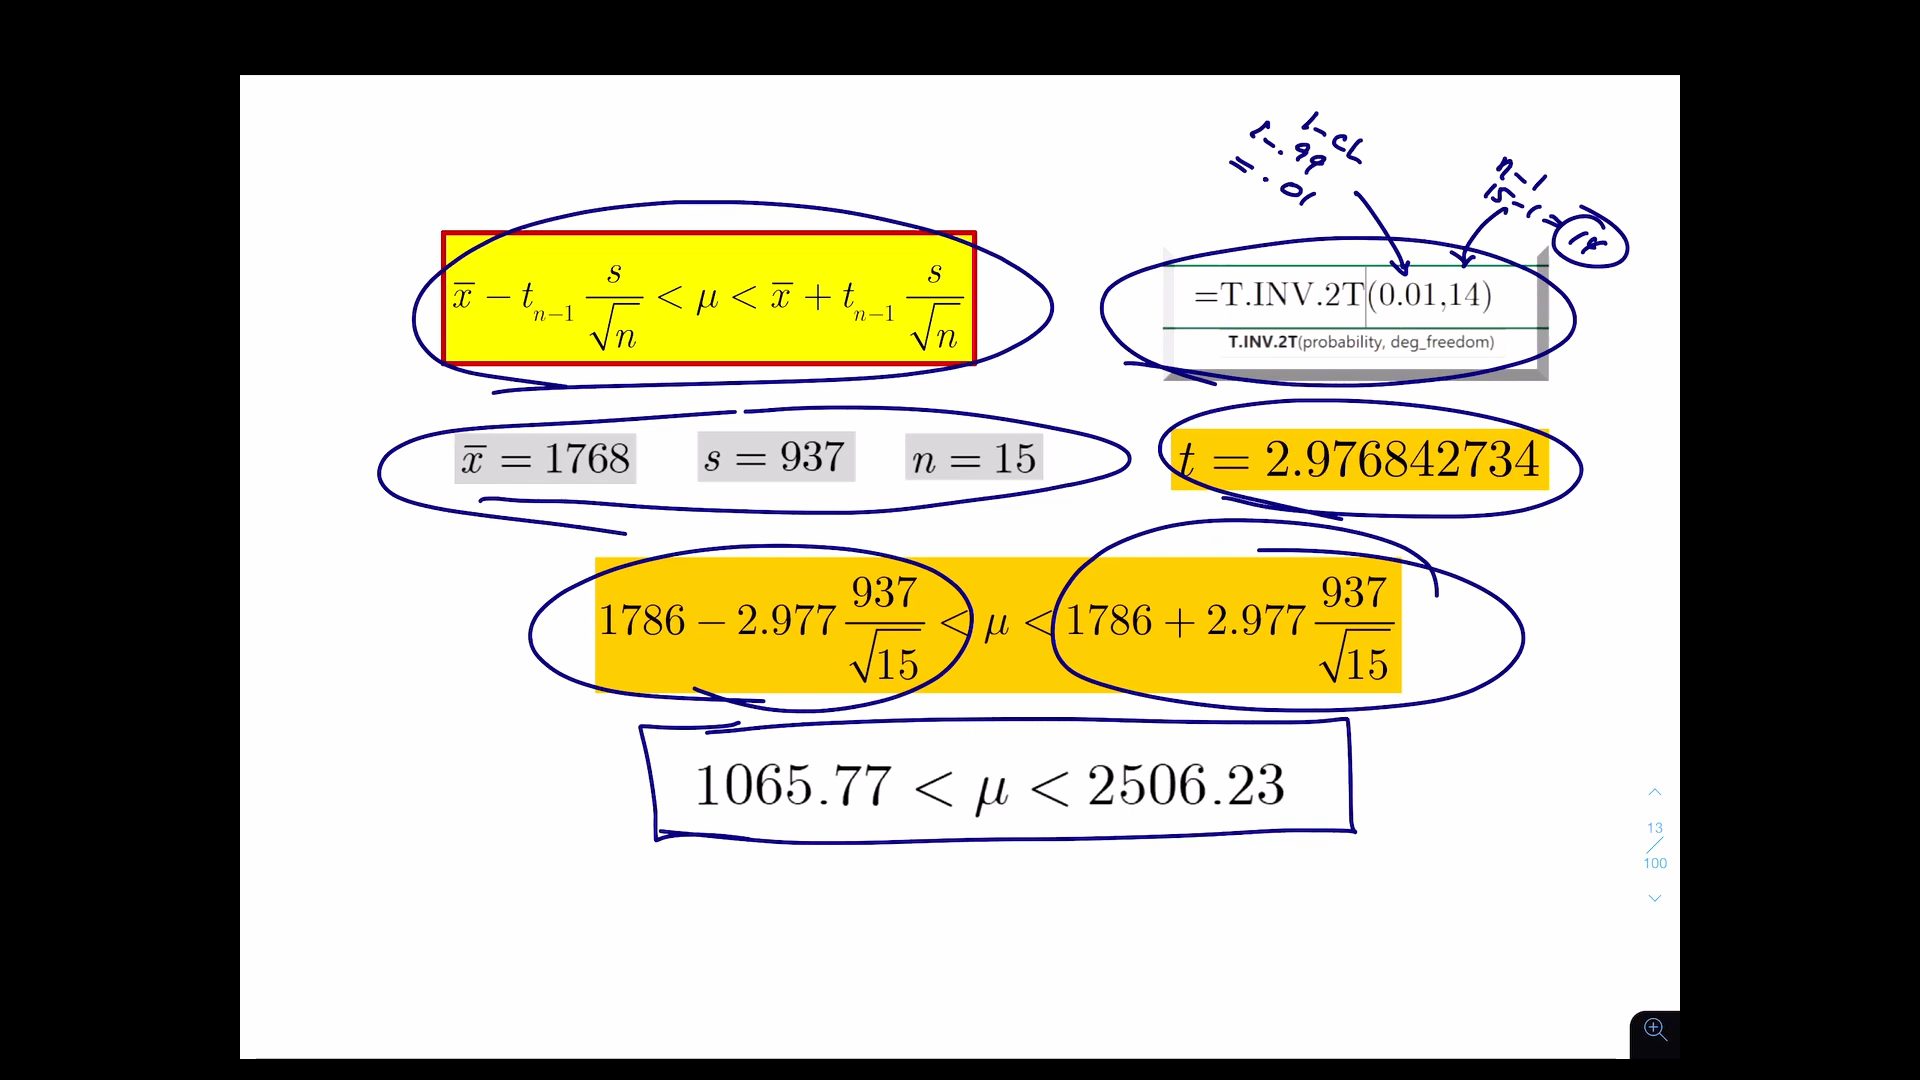 1-CL
1-.99
=.01
n-1
15-1=14
x̅ − tₙ₋₁ s/√n < μ < x̅ + tₙ₋₁ s/√n
=T.INV.2T(0.01,14)
T.INV.2T(probability, deg_freedom)
x̅ = 1768 s = 937 n = 15
t = 2.976842734
1786 − 2.977 937/√15 < μ < 1786 + 2.977 937/√15
1065.77 < μ < 2506.23
13
/
100